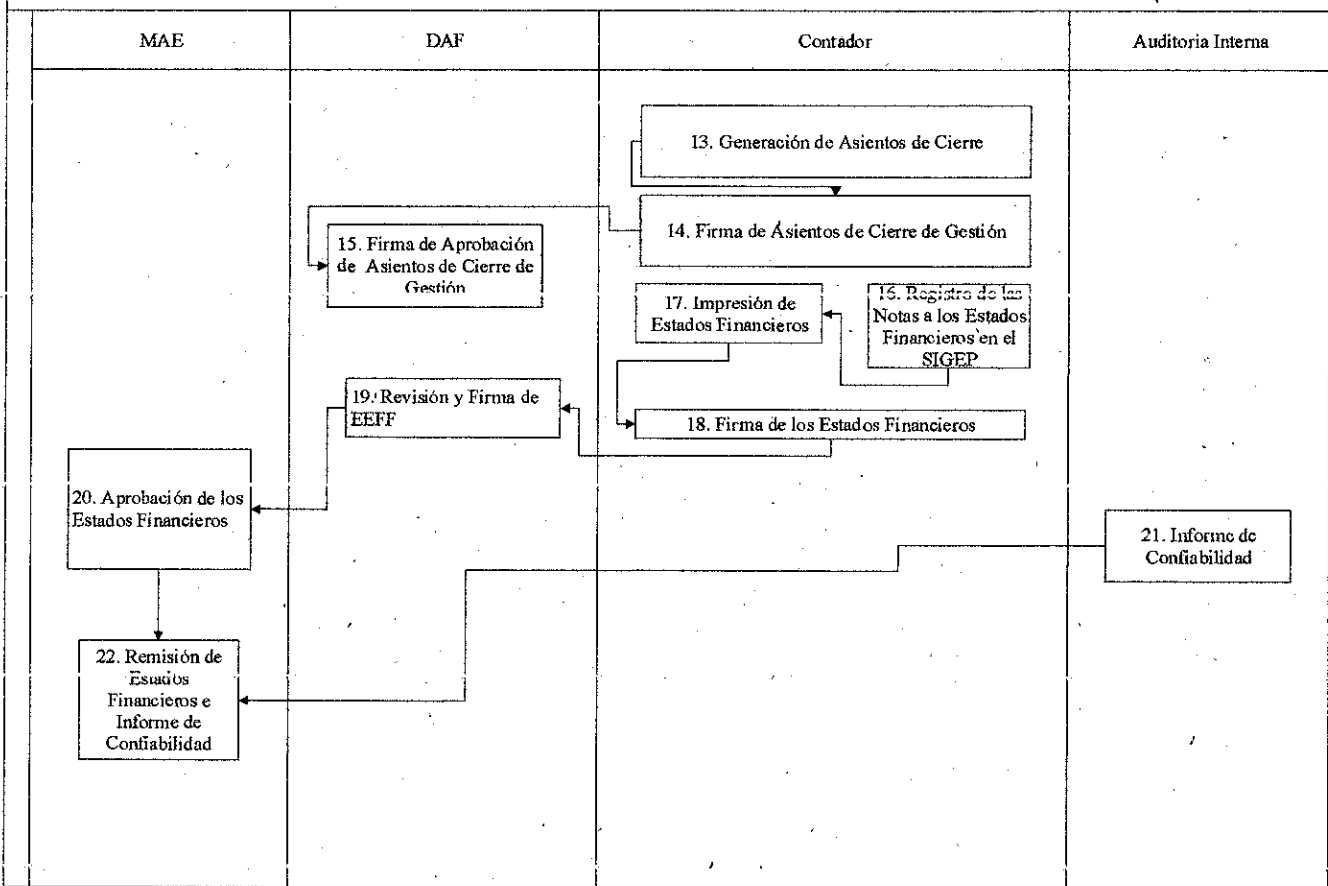 MAE
DAF
Contador
Auditoria Interna
13. Generación de Asientos de Cierre
14. Firma de Asientos de Cierre de Gestión
15. Firma de Aprobación
de Asientos de Cierre de
Gestión
16. Registro de las
Notas a los Estados
Financieros en el
SIGEP
17. Impresión de
Estados Financieros
18. Firma de los Estados Financieros
19. Revisión y Firma de
EEFF
20. Aprobación de los
Estados Financieros
21. Informe de
Confiabilidad
22. Remisión de
Estados
Financieros e
Informe de
Confiabilidad